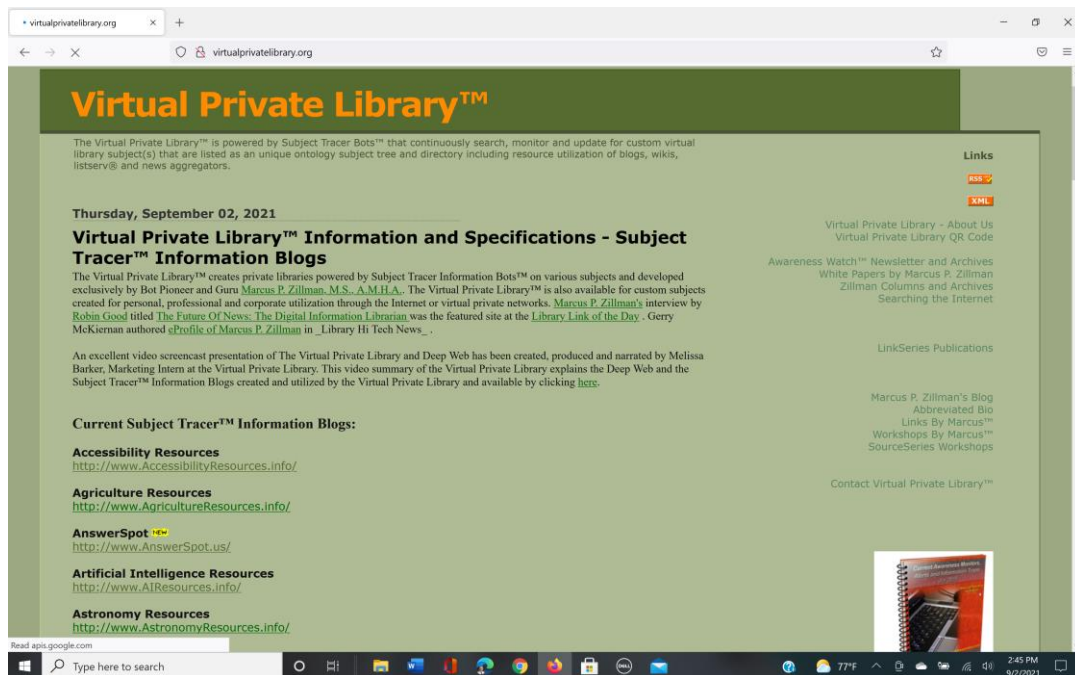 virtualprivatelibrary.org
virtualprivatelibrary.org
Virtual Private Library™
The Virtual Private Library™ is powered by Subject Tracer Bots™ that continuously search, monitor and update for custom virtual
library subject(s) that are listed as an unique ontology subject tree and directory including resource utilization of blogs, wikis,
listserv® and news aggregators.
Thursday, September 02, 2021
Virtual Private Library™ Information and Specifications - Subject
Tracer™ Information Blogs
The Virtual Private Library™ creates private libraries powered by Subject Tracer Information Bots™ on various subjects and developed
exclusively by Bot Pioneer and Guru Marcus P. Zillman, M.S., A.M.H.A.. The Virtual Private Library™ is also available for custom subjects
created for personal, professional and corporate utilization through the Internet or virtual private networks. Marcus P. Zillman's interview by
Robin Good titled The Future Of News: The Digital Information Librarian was the featured site at the Library Link of the Day . Gerry
McKiernan authored eProfile of Marcus P. Zillman in _Library Hi Tech News_ .
An excellent video screencast presentation of The Virtual Private Library and Deep Web has been created, produced and narrated by Melissa
Barker, Marketing Intern at the Virtual Private Library. This video summary of the Virtual Private Library explains the Deep Web and the
Subject Tracer™ Information Blogs created and utilized by the Virtual Private Library and available by clicking here.
Current Subject Tracer™ Information Blogs:
Accessibility Resources
http://www.AccessibilityResources.info/
Agriculture Resources
http://www.AgricultureResources.info/
AnswerSpot NEW
http://www.AnswerSpot.us/
Artificial Intelligence Resources
http://www.AIResources.info/
Astronomy Resources
http://www.AstronomyResources.info/
Links
RSS
XML
Virtual Private Library - About Us
Virtual Private Library QR Code
Awareness Watch™ Newsletter and Archives
White Papers by Marcus P. Zillman
Zillman Columns and Archives
Searching the Internet
LinkSeries Publications
Marcus P. Zillman's Blog
Abbreviated Bio
Links By Marcus™
Workshops By Marcus™
SourceSeries Workshops
Contact Virtual Private Library™
Current Awareness Monitors
Read apis.google.com
Type here to search
DELL
77°F
2:45 PM
9/2/2021